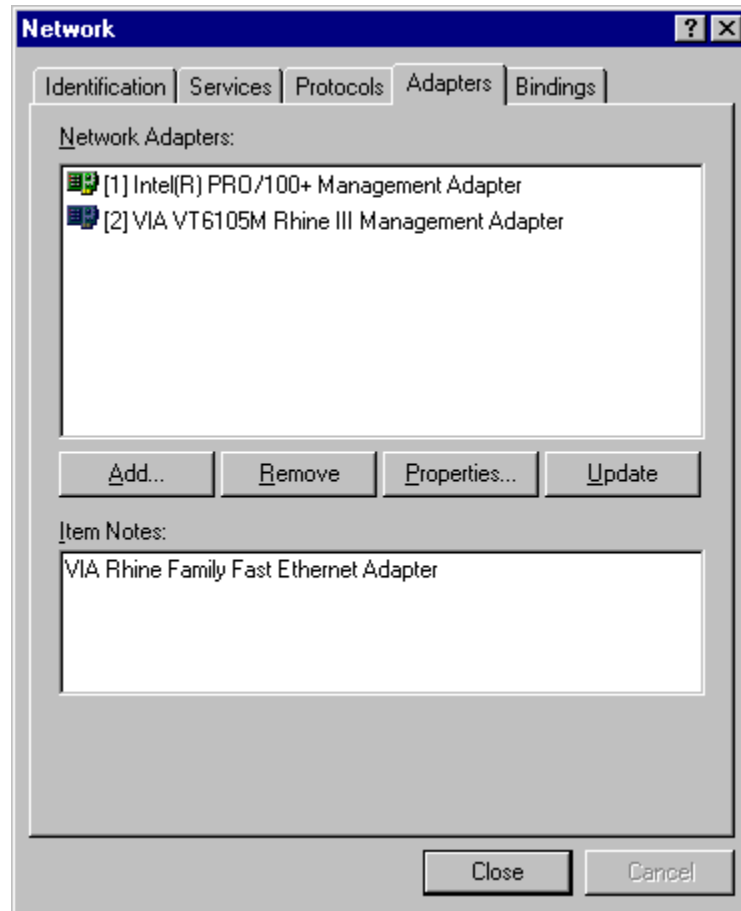 Network
Identification Services Protocols Adapters Bindings
Network Adapters:
[1] Intel(R) PRO/100+ Management Adapter
[2] VIA VT6105M Rhine III Management Adapter
Add... Remove Properties... Update
Item Notes:
VIA Rhine Family Fast Ethernet Adapter
Close Cancel